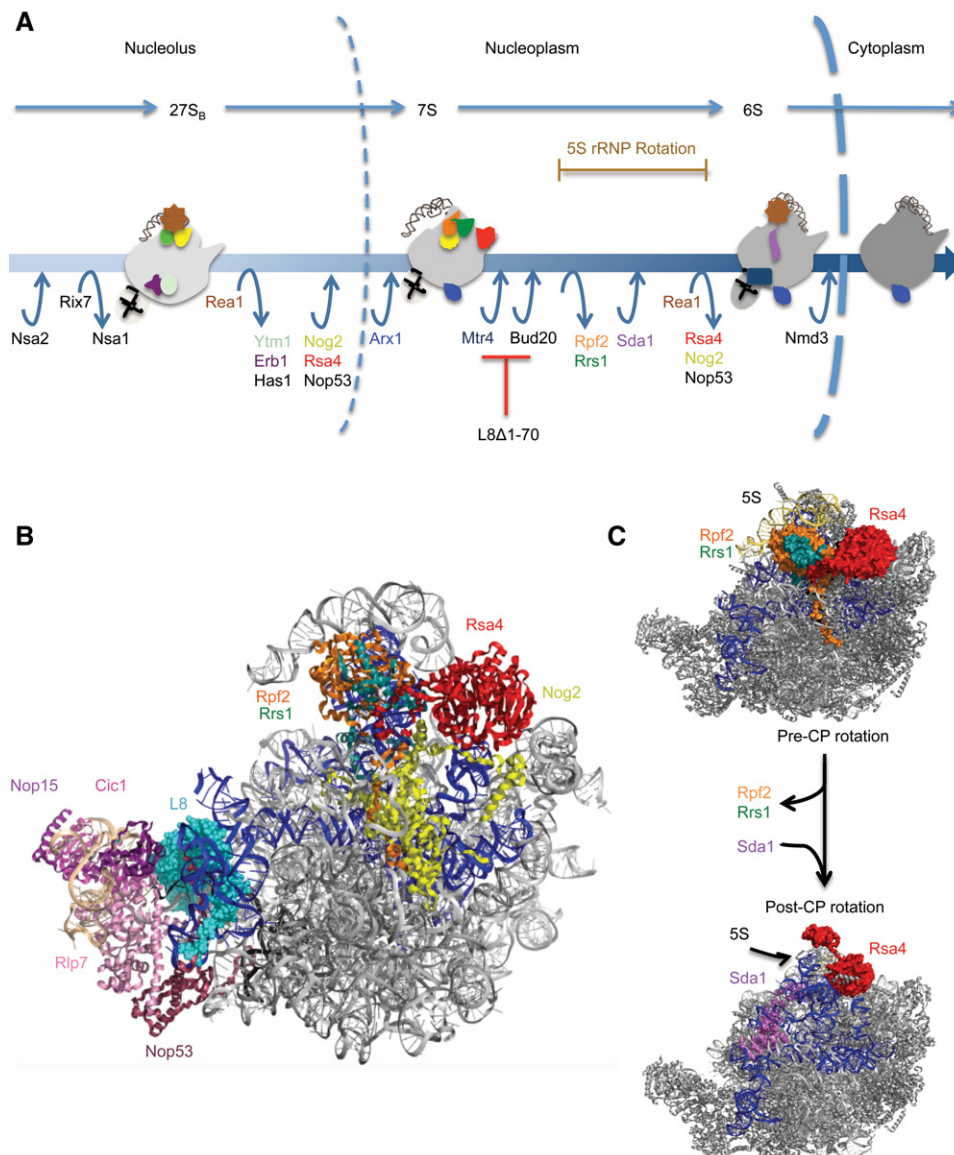 A
Nucleolus
Nucleoplasm
Cytoplasm
27S_B
7S
6S
5S rRNP Rotation
Rix7
Rea1
Rea1
Nsa2
Nsa1
Ytm1
Erb1
Has1
Nog2
Rsa4
Nop53
Arx1
Mtr4
Bud20
Rpf2
Rrs1
Sda1
Rsa4
Nog2
Nop53
Nmd3
L8Δ1-70
B
Rpf2
Rrs1
Rsa4
Nog2
Nop15
Cic1
L8
Rlp7
Nop53
C
5S
Rpf2
Rrs1
Rsa4
Pre-CP rotation
Rpf2
Rrs1
Sda1
Post-CP rotation
5S
Rsa4
Sda1